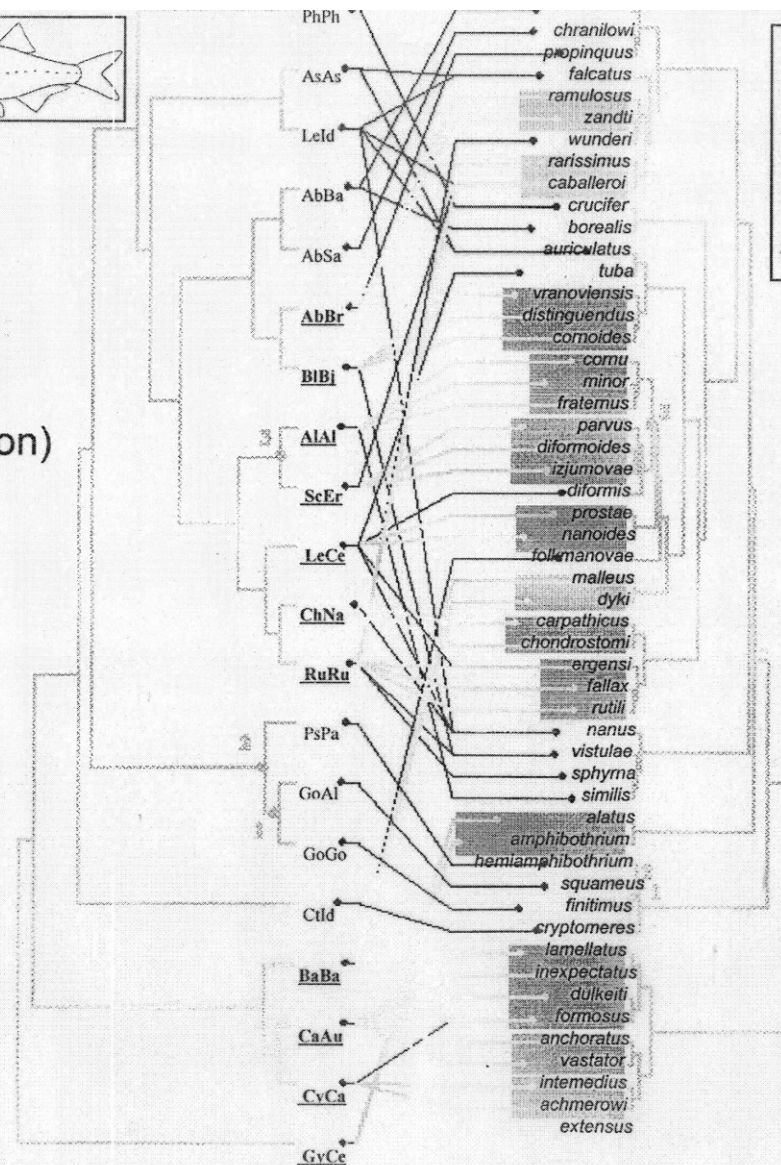 PhPh
AsAs
LeId
AbBa
AbSa
AbBr
BlBj
on)
AlAl
ScEr
LeCe
ChNa
RuRu
PsPa
GoAl
GoGo
CtId
BaBa
CaAu
CyCa
GyCe
chranilowi
propinquus
falcatus
ramulosus
zandti
wunderi
rarissimus
caballeroi
crucifer
borealis
auriculatus
tuba
vranoviensis
distinguendus
cornoides
cornu
minor
fraternus
parvus
diformoides
izjumovae
diformis
prostae
nanoides
folkmanovae
malleus
dyki
carpathicus
chondrostomi
ergensi
fallax
rutili
nanus
vistulae
sphyrna
similis
alatus
amphibothrium
hemiamphibothrium
squameus
finitimus
cryptomeres
lamellatus
inexpectatus
dulkeiti
formosus
anchoratus
vastator
intemedius
achmerowi
extensus